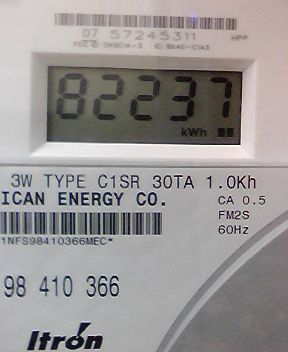 07 57245311 HPP
82237
kWh
3W TYPE C1SR 30TA 1.0Kh
ICAN ENERGY CO. CA 0.5
FM2S
60Hz
1NFS98410366MEC*
98 410 366
Itron